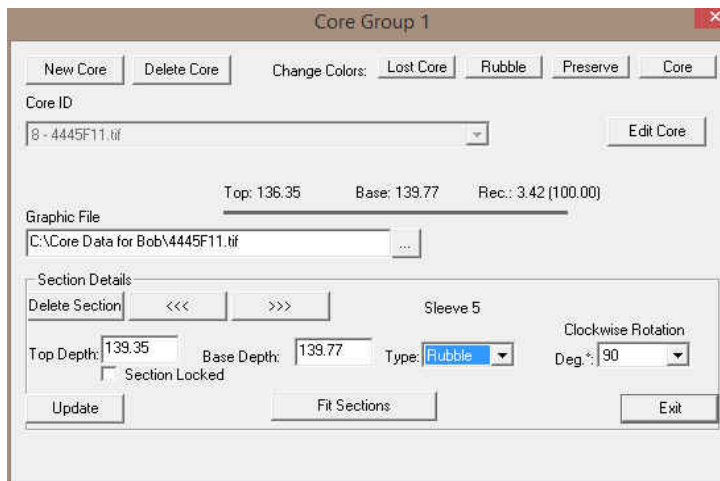 Core Group 1
New Core Delete Core Change Colors: Lost Core Rubble Preserve Core
Core ID
8 - 4445F11.tif Edit Core
Top: 136.35 Base: 139.77 Rec.: 3.42 (100.00)
Graphic File
C:\Core Data for Bob\4445F11.tif ...
Section Details
Delete Section <<< >>> Sleeve 5
Clockwise Rotation
Top Depth: 139.35 Base Depth: 139.77 Type: Rubble Deg.*: 90
Section Locked
Update Fit Sections Exit